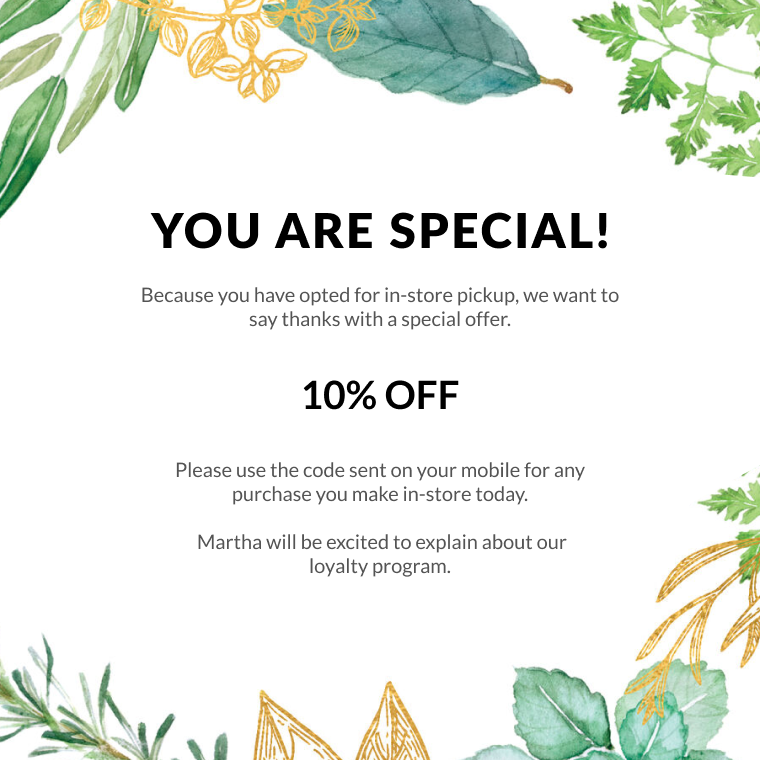 YOU ARE SPECIAL!
Because you have opted for in-store pickup, we want to
say thanks with a special offer.
10% OFF
Please use the code sent on your mobile for any
purchase you make in-store today.
Martha will be excited to explain about our
loyalty program.